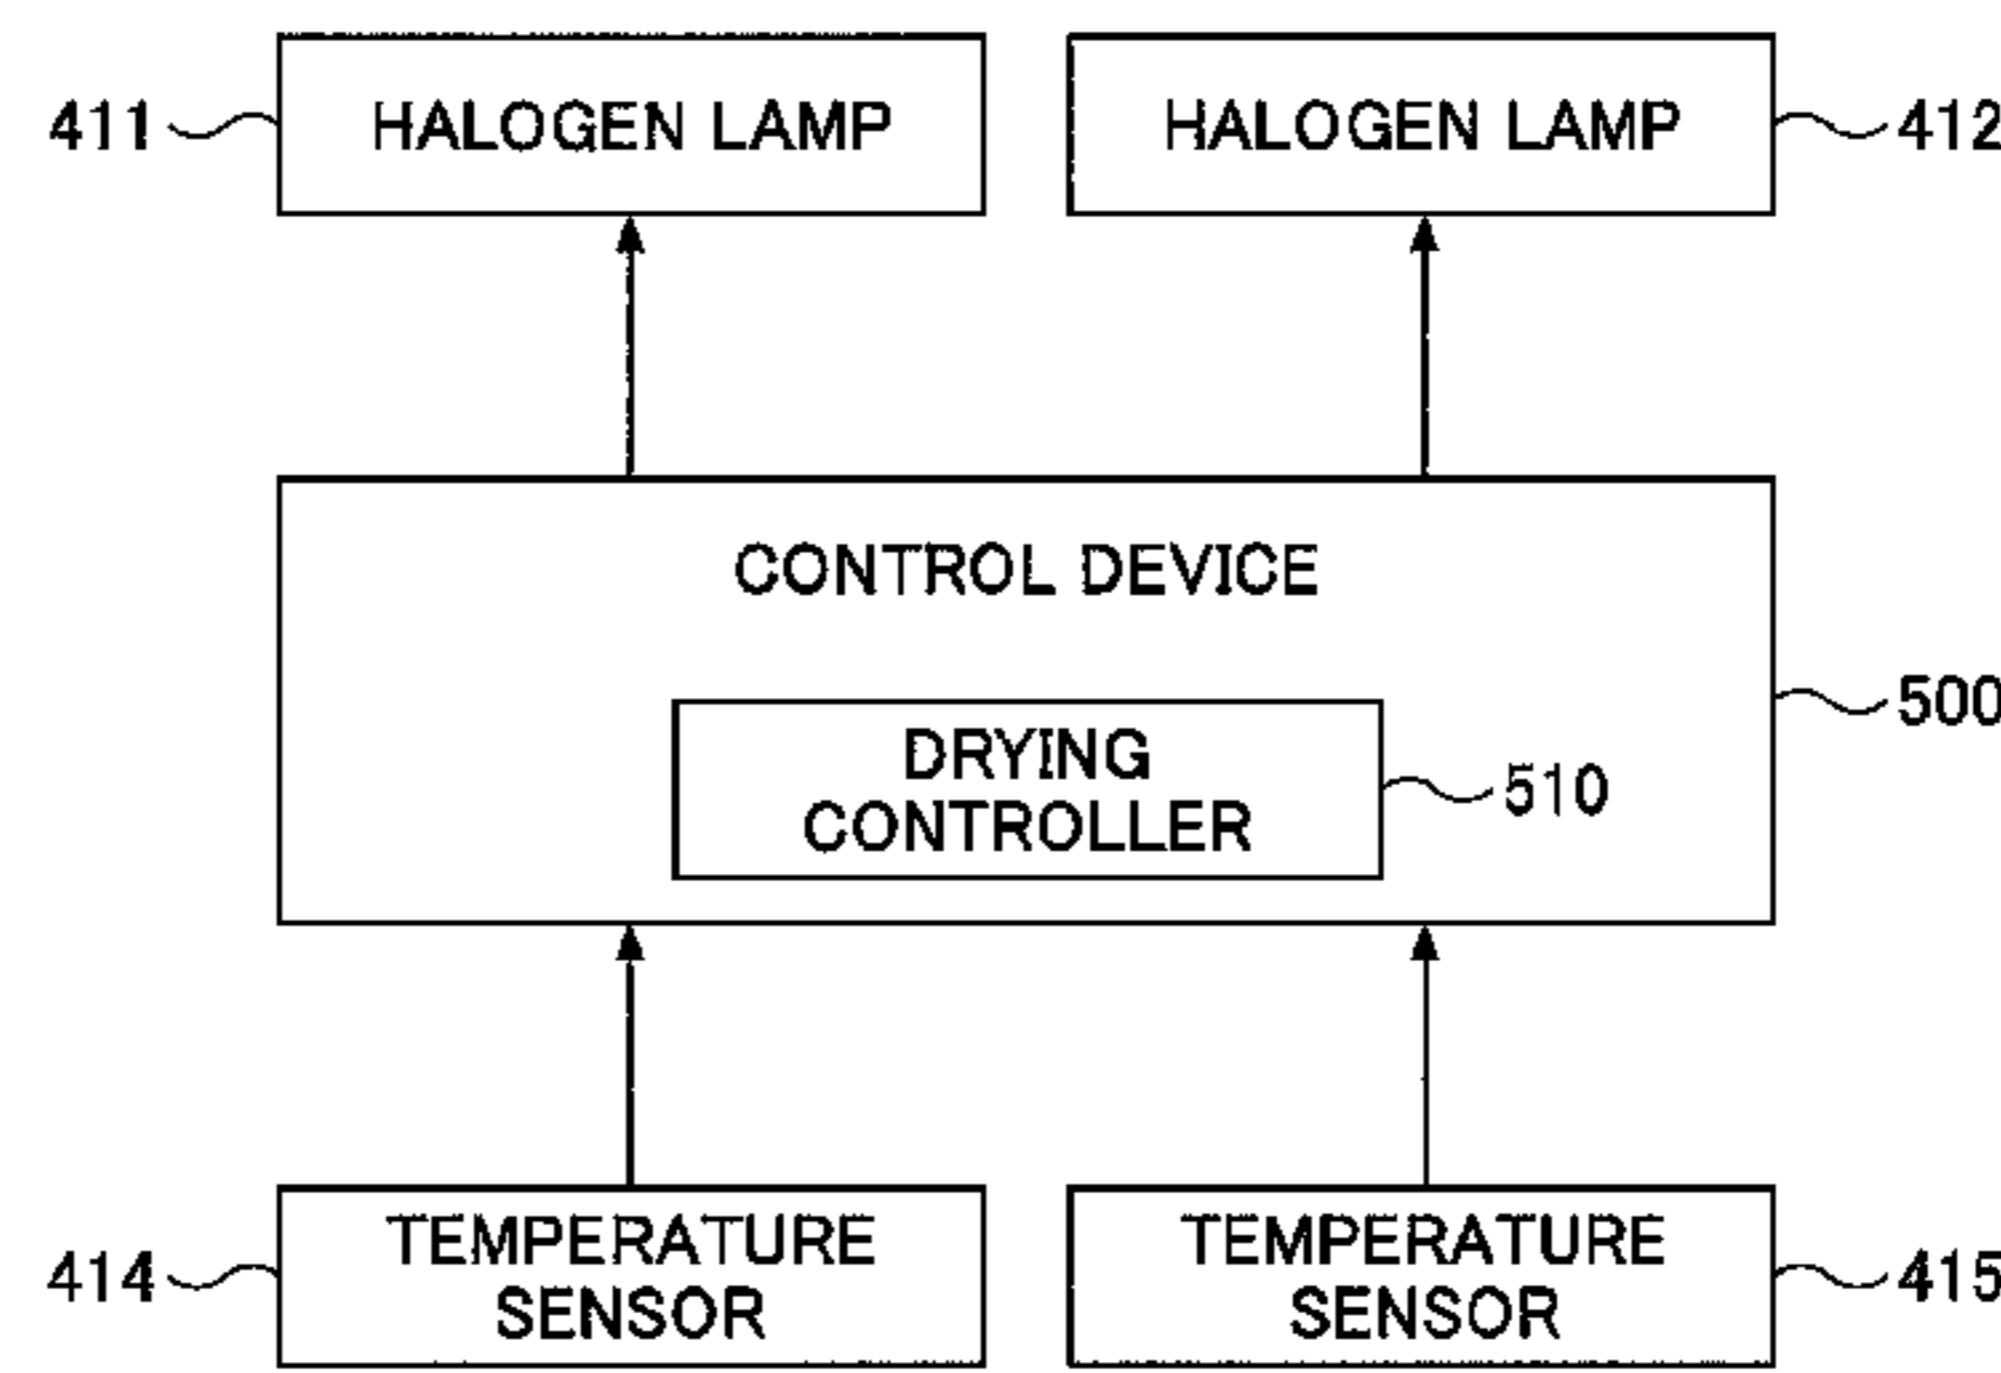 411 HALOGEN LAMP HALOGEN LAMP 412
CONTROL DEVICE
500
DRYING
CONTROLLER
510
414 TEMPERATURE
SENSOR
TEMPERATURE
SENSOR
415